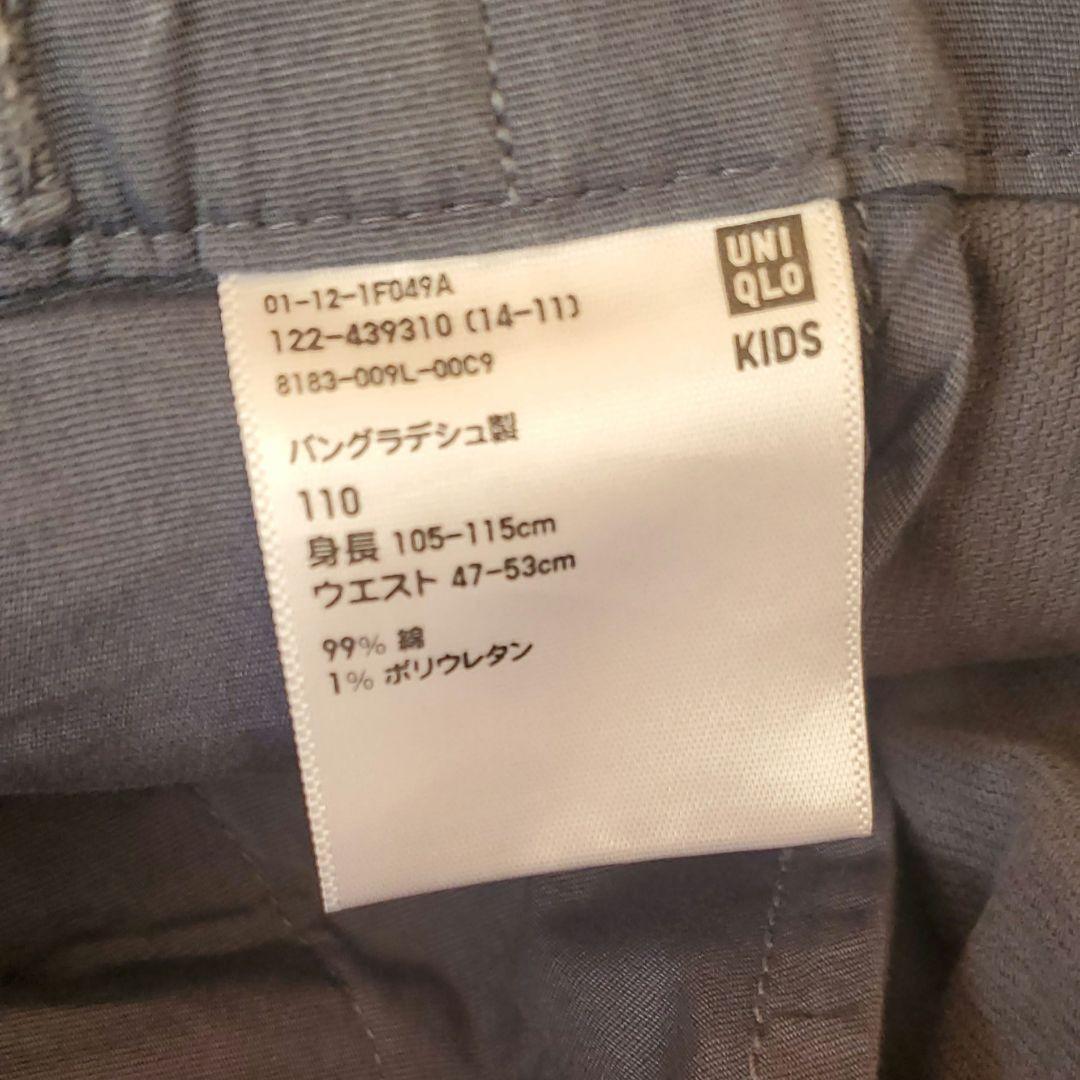 01-12-1F049A
122-439310 (14-11)
8183-009L-00C9
UNI
QLO
KIDS
バングラデシュ製
110
身長 105-115cm
ウエスト 47-53cm
99% 綿
1% ポリウレタン